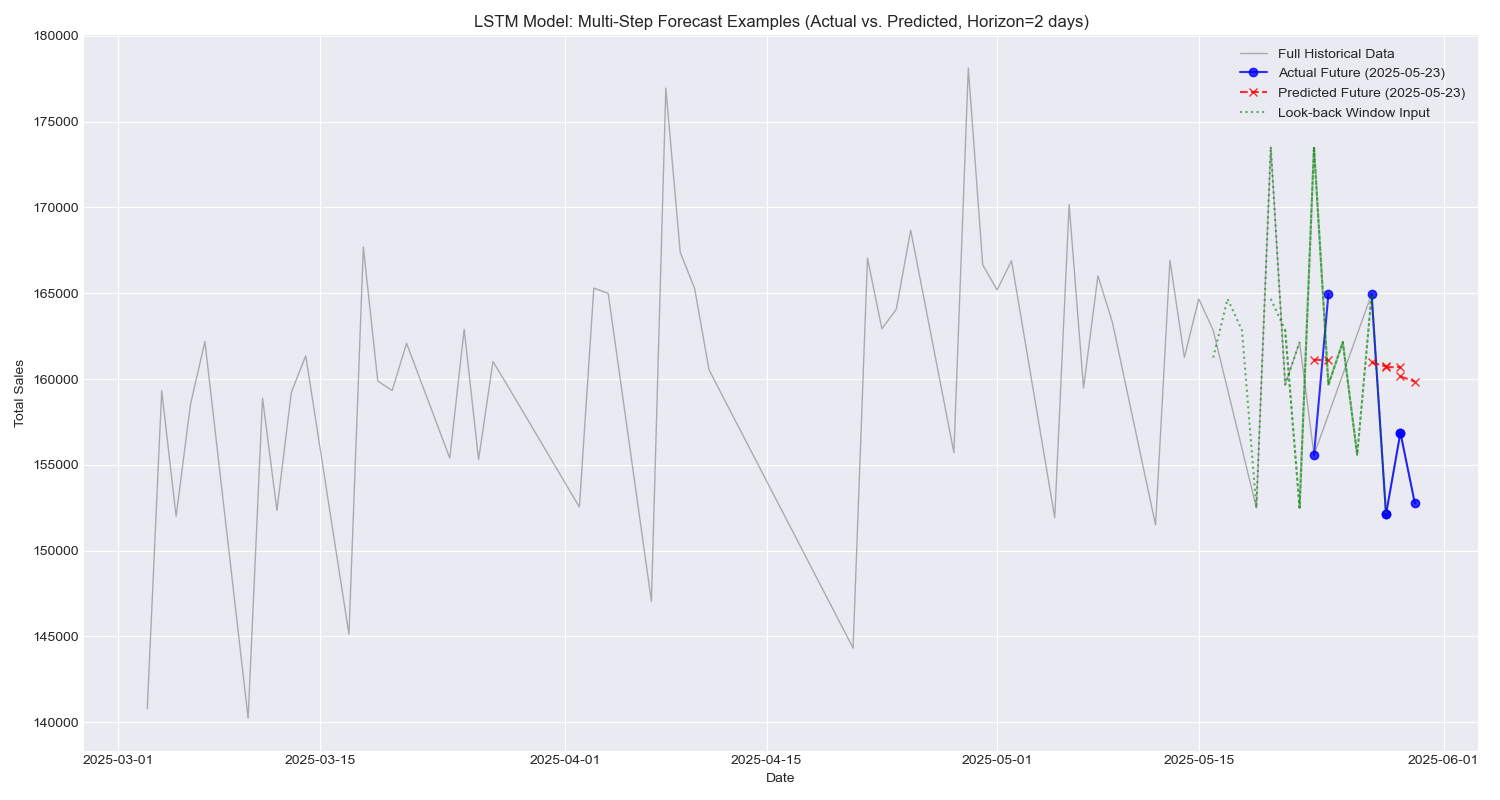 LSTM Model: Multi-Step Forecast Examples (Actual vs. Predicted, Horizon=2 days)
Full Historical Data
Actual Future (2025-05-23)
Predicted Future (2025-05-23)
Look-back Window Input
Total Sales
180000
175000
170000
165000
160000
155000
150000
145000
140000
2025-03-01
2025-03-15
2025-04-01
2025-04-15
2025-05-01
2025-05-15
2025-06-01
Date